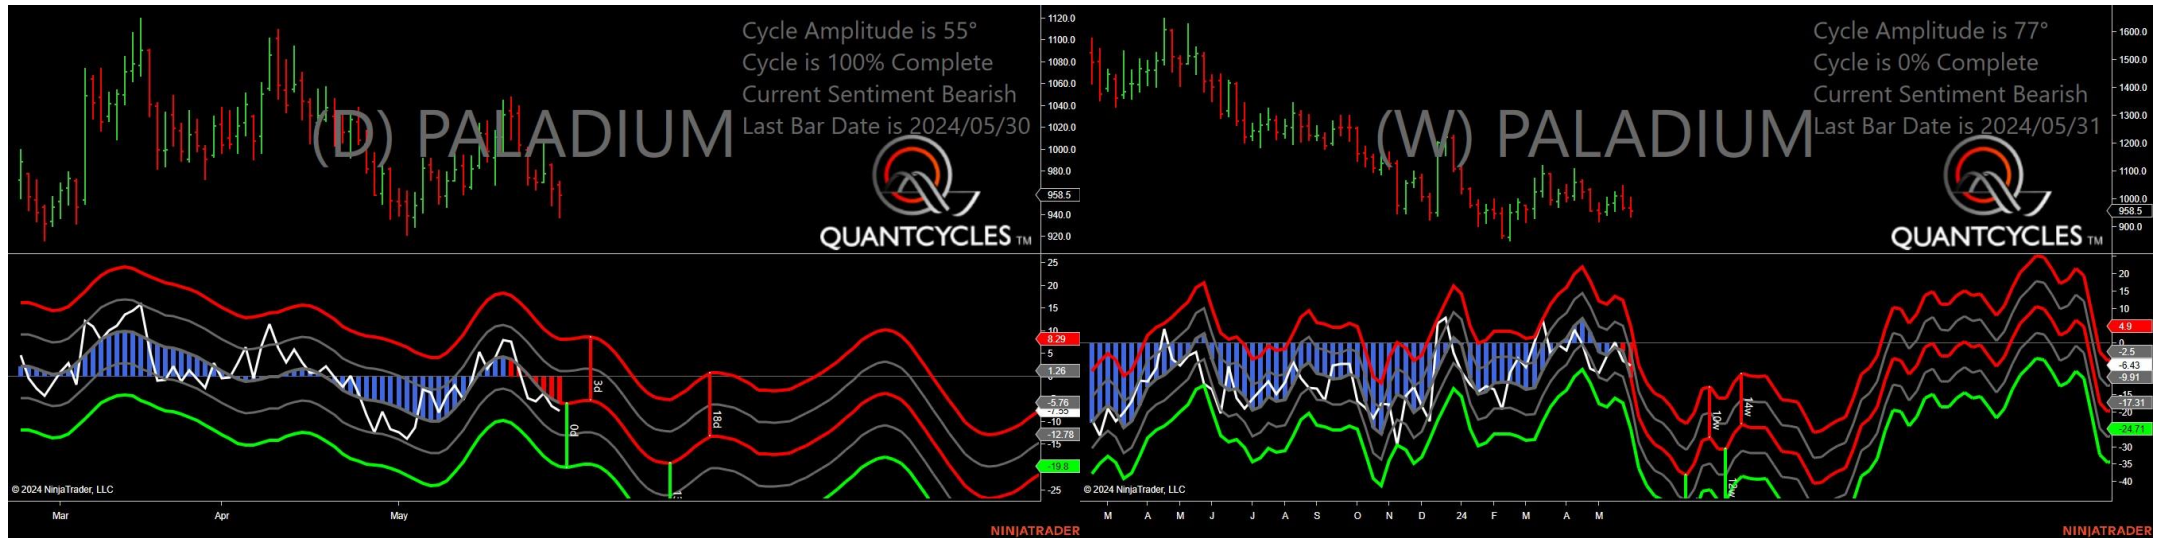 Cycle Amplitude is 55°
Cycle is 100% Complete
Current Sentiment Bearish
Last Bar Date is 2024/05/30
(D) PALADIUM
QUANTCYCLES TM
1120.0
1100.0
1080.0
1060.0
1040.0
1020.0
1000.0
980.0
958.5
940.0
920.0
25
20
15
10
8.29
5
1.26
-5.76
-7.55
-10
-12.78
-15
-19.8
-25
3d
0d
18d
© 2024 NinjaTrader, LLC
Mar
Apr
May
NINJATRADER
Cycle Amplitude is 77°
Cycle is 0% Complete
Current Sentiment Bearish
Last Bar Date is 2024/05/31
(W) PALADIUM
QUANTCYCLES TM
1600.0
1500.0
1400.0
1300.0
1200.0
1100.0
1000.0
958.5
900.0
20
15
10
4.9
0
-2.5
-6.43
-9.91
-15
-17.31
-20
-24.71
-30
-35
-40
10w
14w
12w
© 2024 NinjaTrader, LLC
M A M J J A S O N D 24 F M A M
NINJATRADER